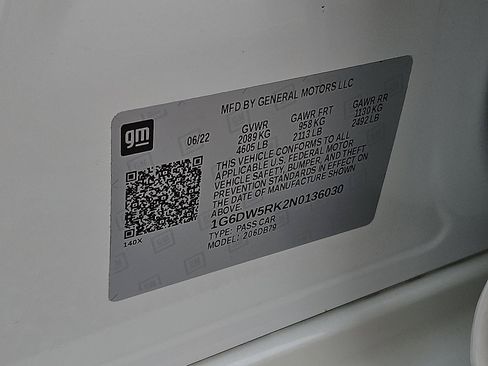 gm
MFD BY GENERAL MOTORS LLC
06/22 GVWR GAWR FRT GAWR RR
2089 KG 958 KG 1130 KG
4605 LB 2113 LB 2492 LB
THIS VEHICLE CONFORMS TO ALL
APPLICABLE U.S. FEDERAL MOTOR
VEHICLE SAFETY, BUMPER, AND THEFT
PREVENTION STANDARDS IN EFFECT ON
THE DATE OF MANUFACTURE SHOWN
ABOVE.
1G6DW5RK2N0136030
TYPE: PASS CAR
MODEL: 206DB79
140X